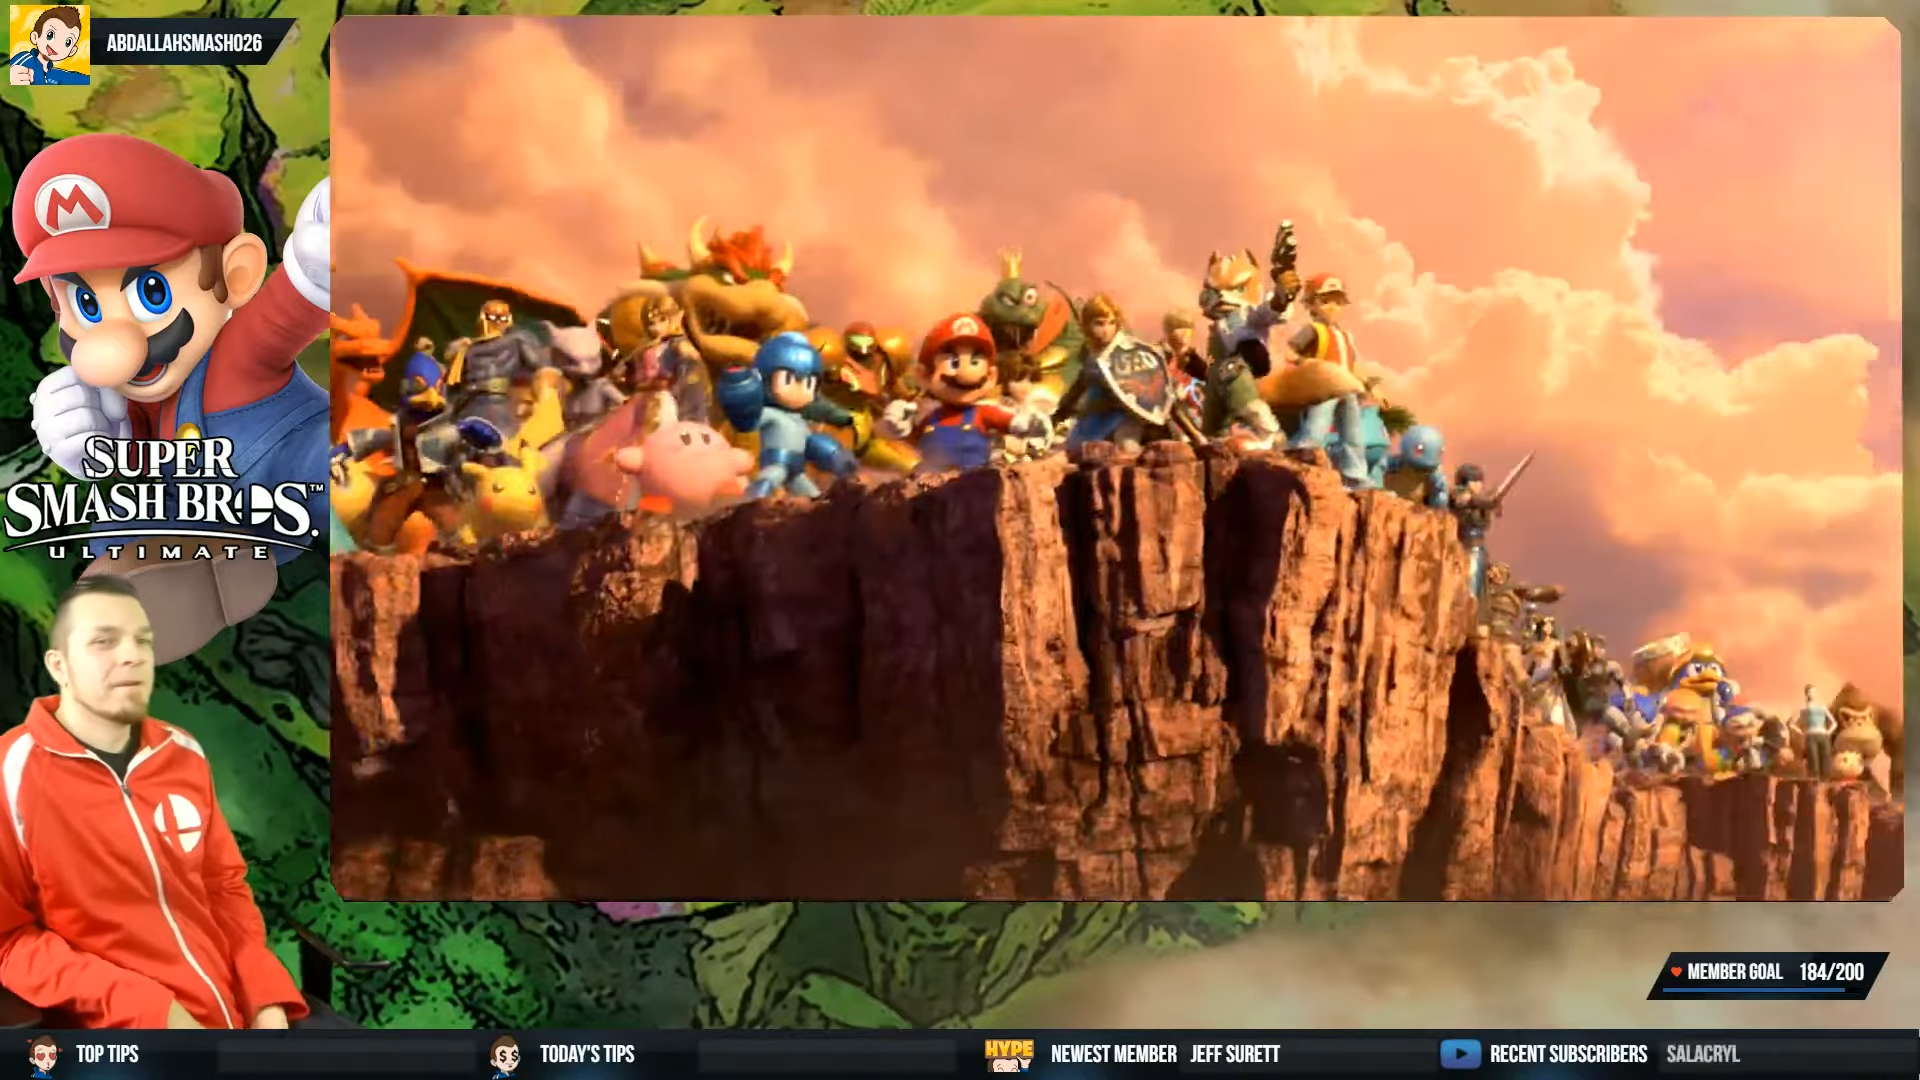 ABDALLAHSMASH026
M
SUPER
SMASH BROS.™
ULTIMATE
MEMBER GOAL 184/200
TOP TIPS
TODAY'S TIPS
HYPE
NEWEST MEMBER JEFF SURETT
RECENT SUBSCRIBERS SALACRYL